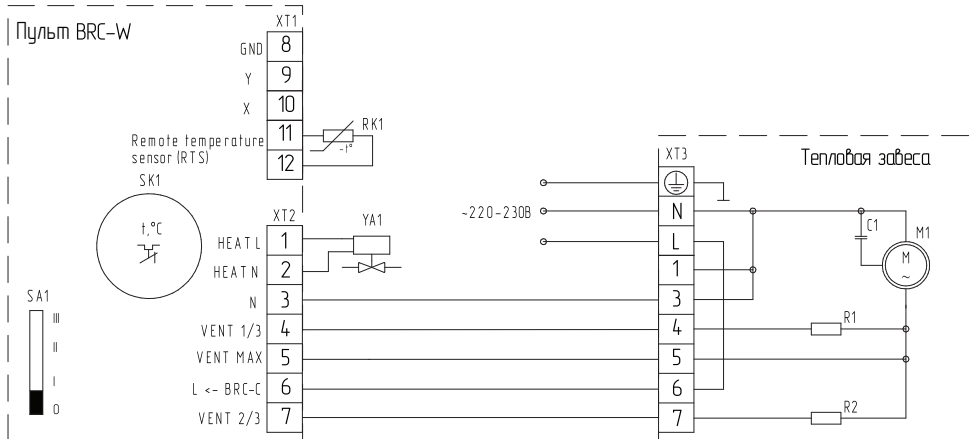 Пульт BRC-W
XT1
GND 8
Y 9
X 10
Remote temperature 11
sensor (RTS) 12
RK1
-t°
SK1
t,°C
XT2
HEAT L 1
HEAT N 2
N 3
VENT 1/3 4
VENT MAX 5
L <- BRC-C 6
VENT 2/3 7
YA1
SA1
III
II
I
0
~220-230В
XT3
N
L
1
3
4
5
6
7
Тепловая завеса
C1
M1
M
~
R1
R2